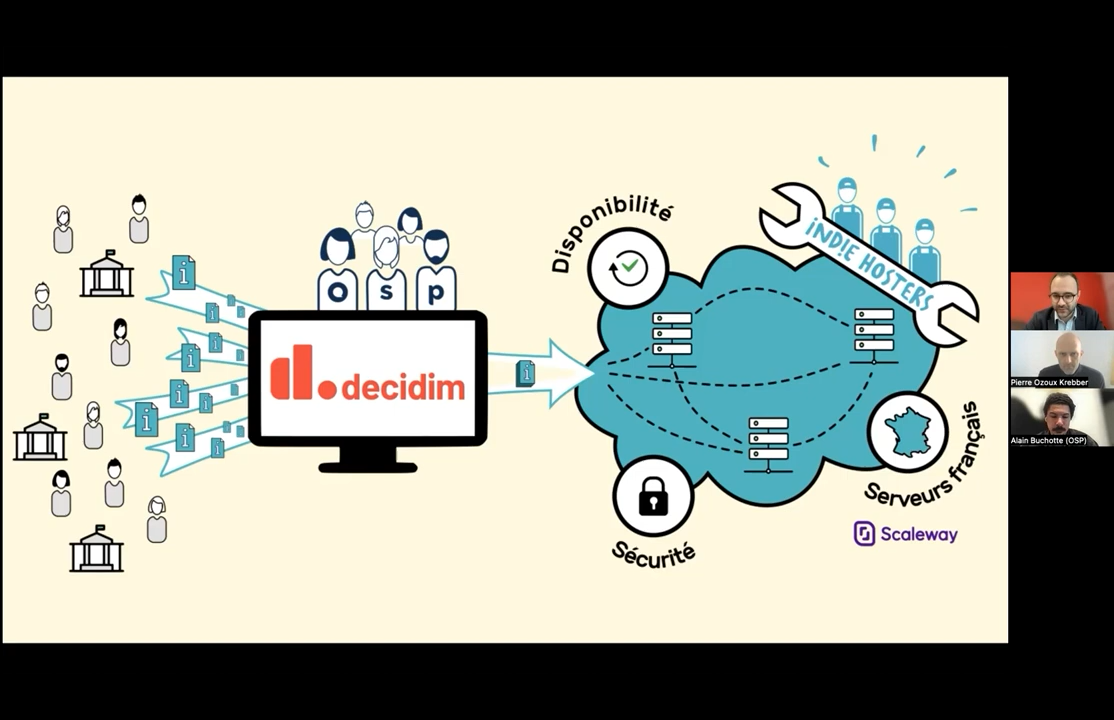 Disponibilité
INDIE HOSTERS
o s p
decidim
Serveurs français
Sécurité
Scaleway
Pierre Ozoux Krebber
Alain Buchotte (OSP)
i
i
i
i
i
i
i
i
i